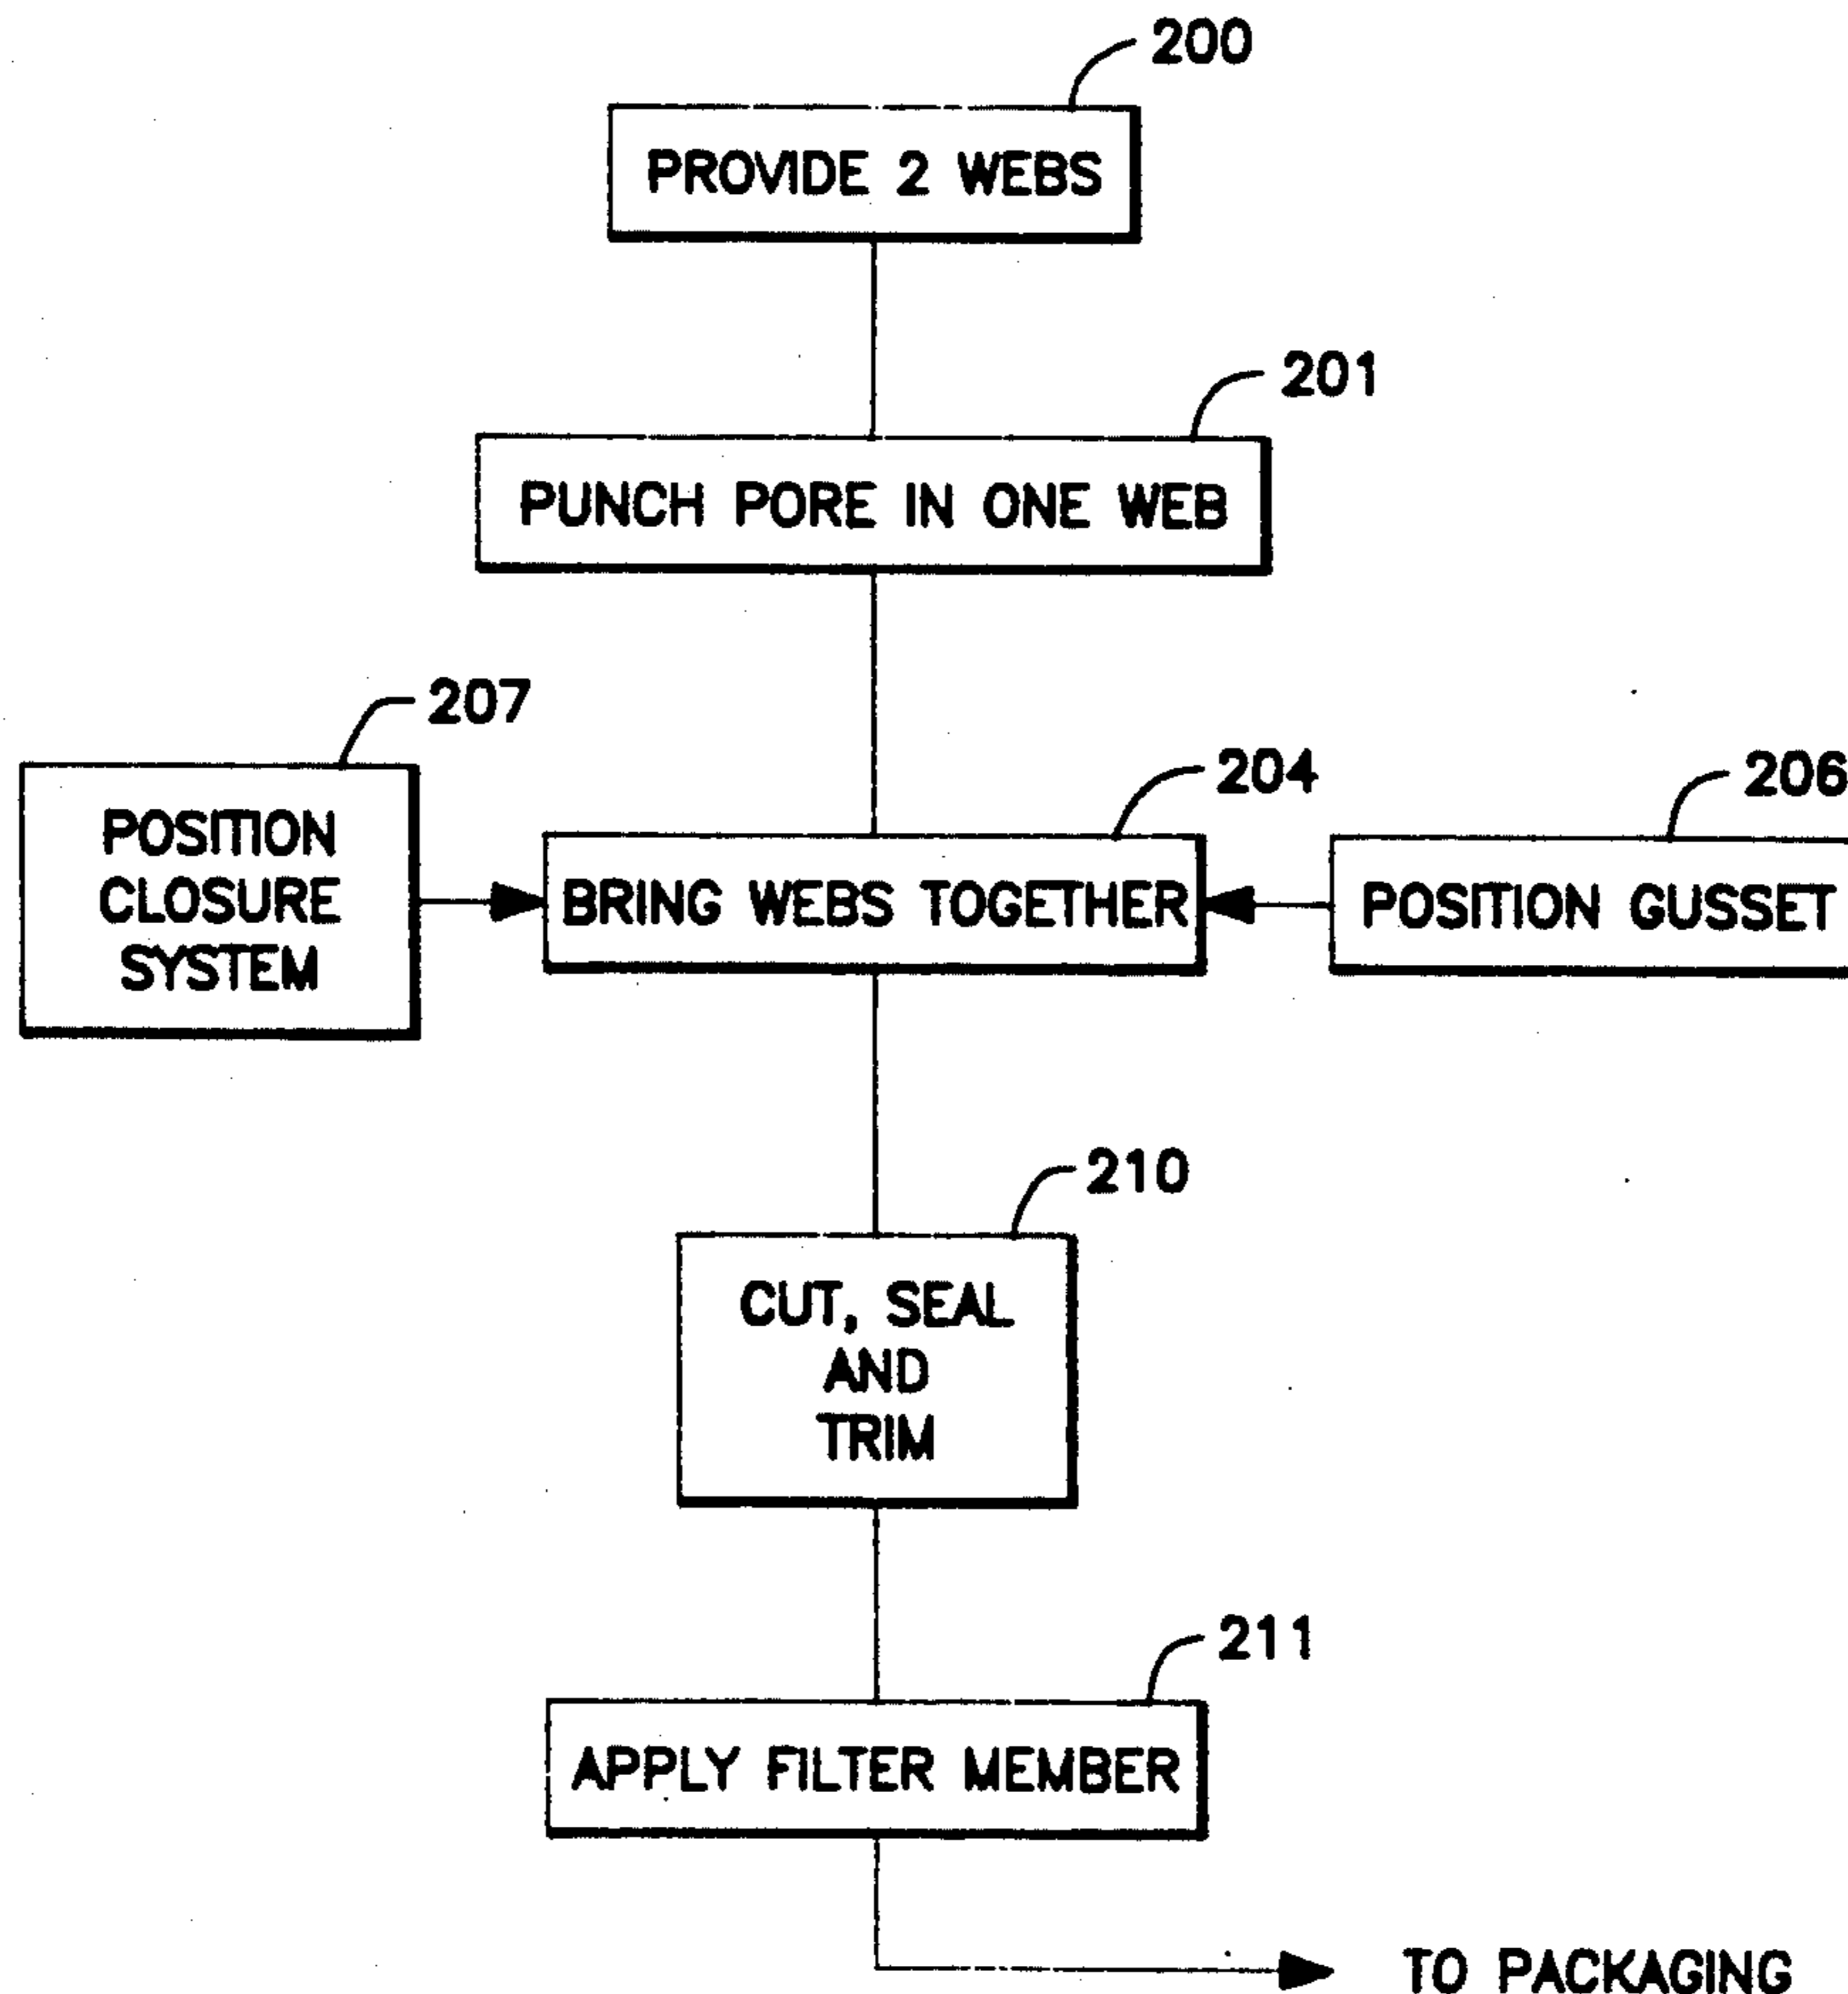 200
PROVIDE 2 WEBS
201
PUNCH PORE IN ONE WEB
207
POSITION
CLOSURE
SYSTEM
204
BRING WEBS TOGETHER
206
POSITION GUSSET
210
CUT, SEAL
AND
TRIM
211
APPLY FILTER MEMBER
TO PACKAGING